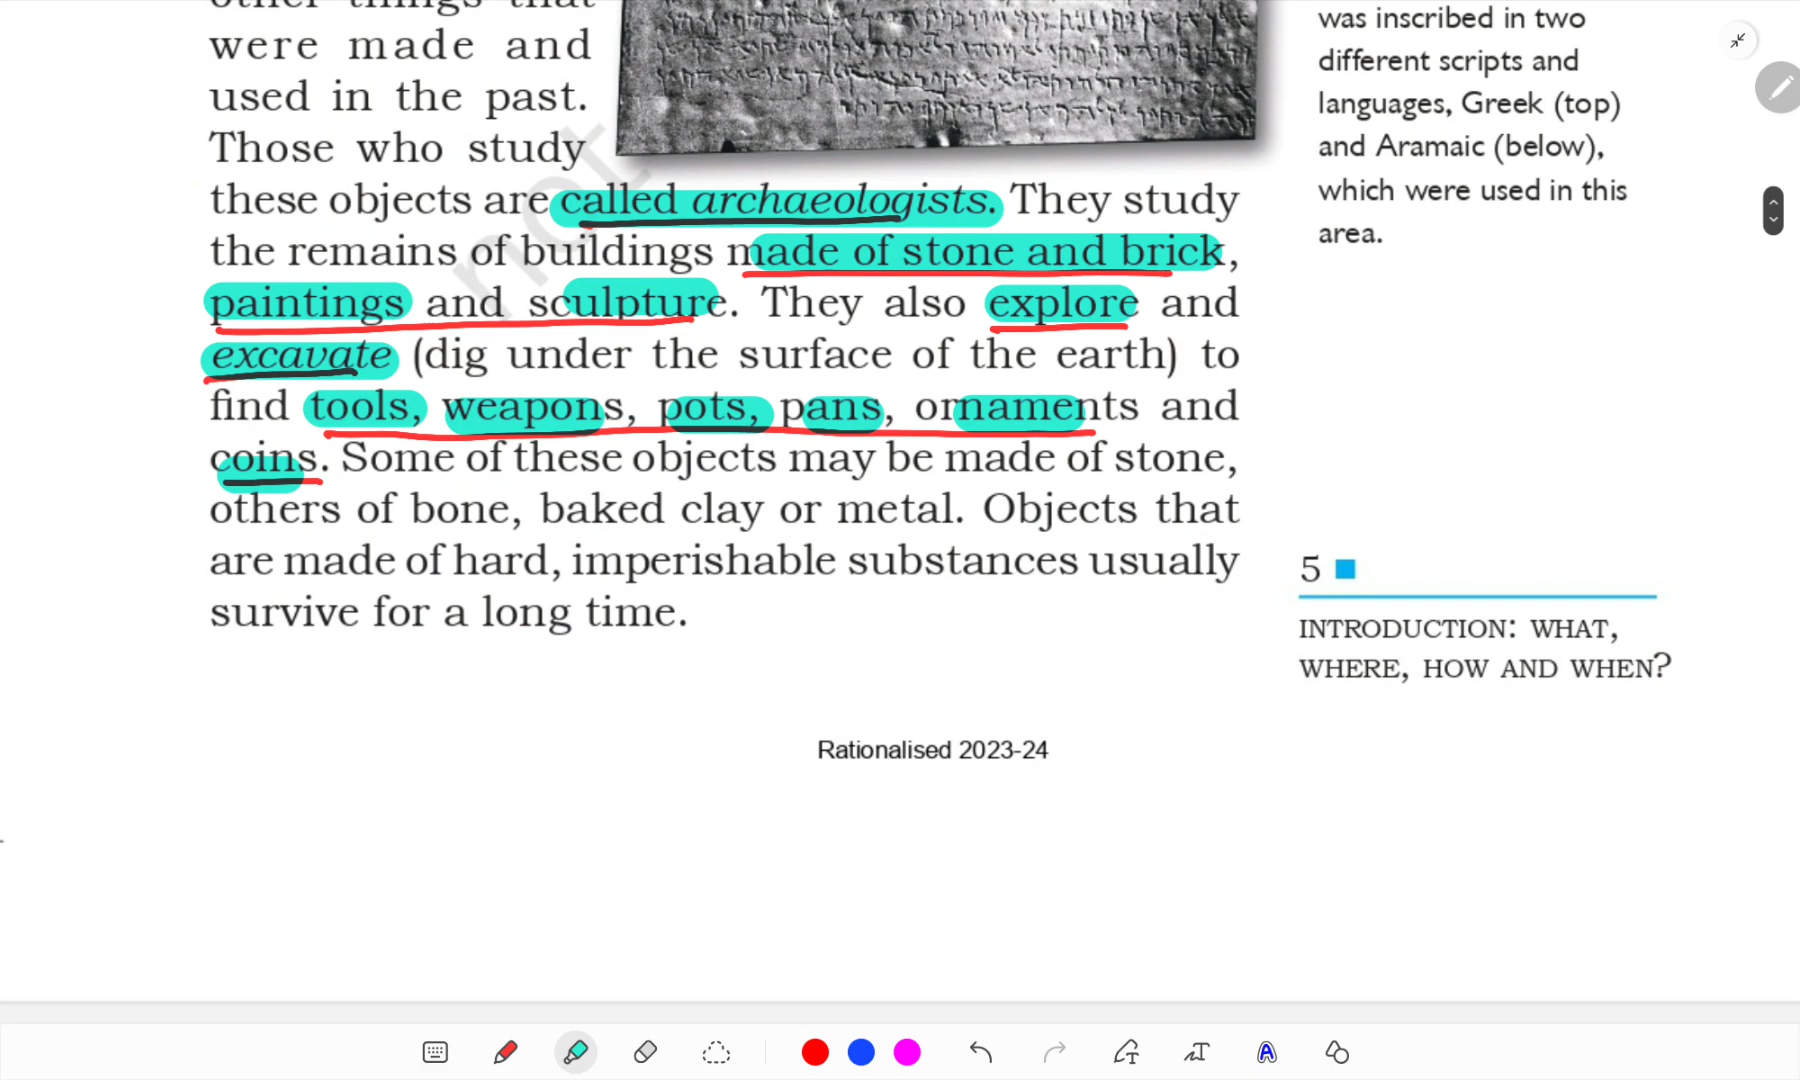 other things that
were made and
used in the past.
Those who study
these objects are called archaeologists. They study
the remains of buildings made of stone and brick,
paintings and sculpture. They also explore and
excavate (dig under the surface of the earth) to
find tools, weapons, pots, pans, ornaments and
coins. Some of these objects may be made of stone,
others of bone, baked clay or metal. Objects that
are made of hard, imperishable substances usually
survive for a long time.
was inscribed in two
different scripts and
languages, Greek (top)
and Aramaic (below),
which were used in this
area.
not
5
INTRODUCTION: WHAT,
WHERE, HOW AND WHEN?
Rationalised 2023-24